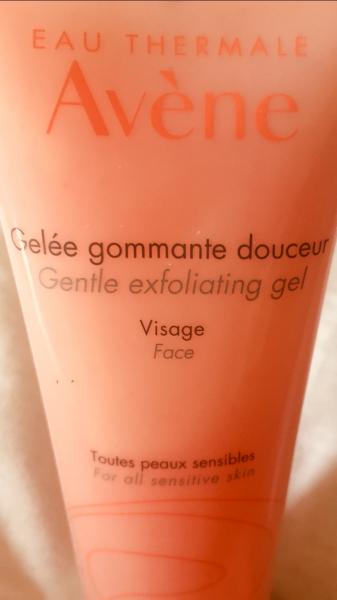 EAU THERMALE
Avène
Gelée gommante douceur
Gentle exfoliating gel
Visage
Face
Toutes peaux sensibles
For all sensitive skin